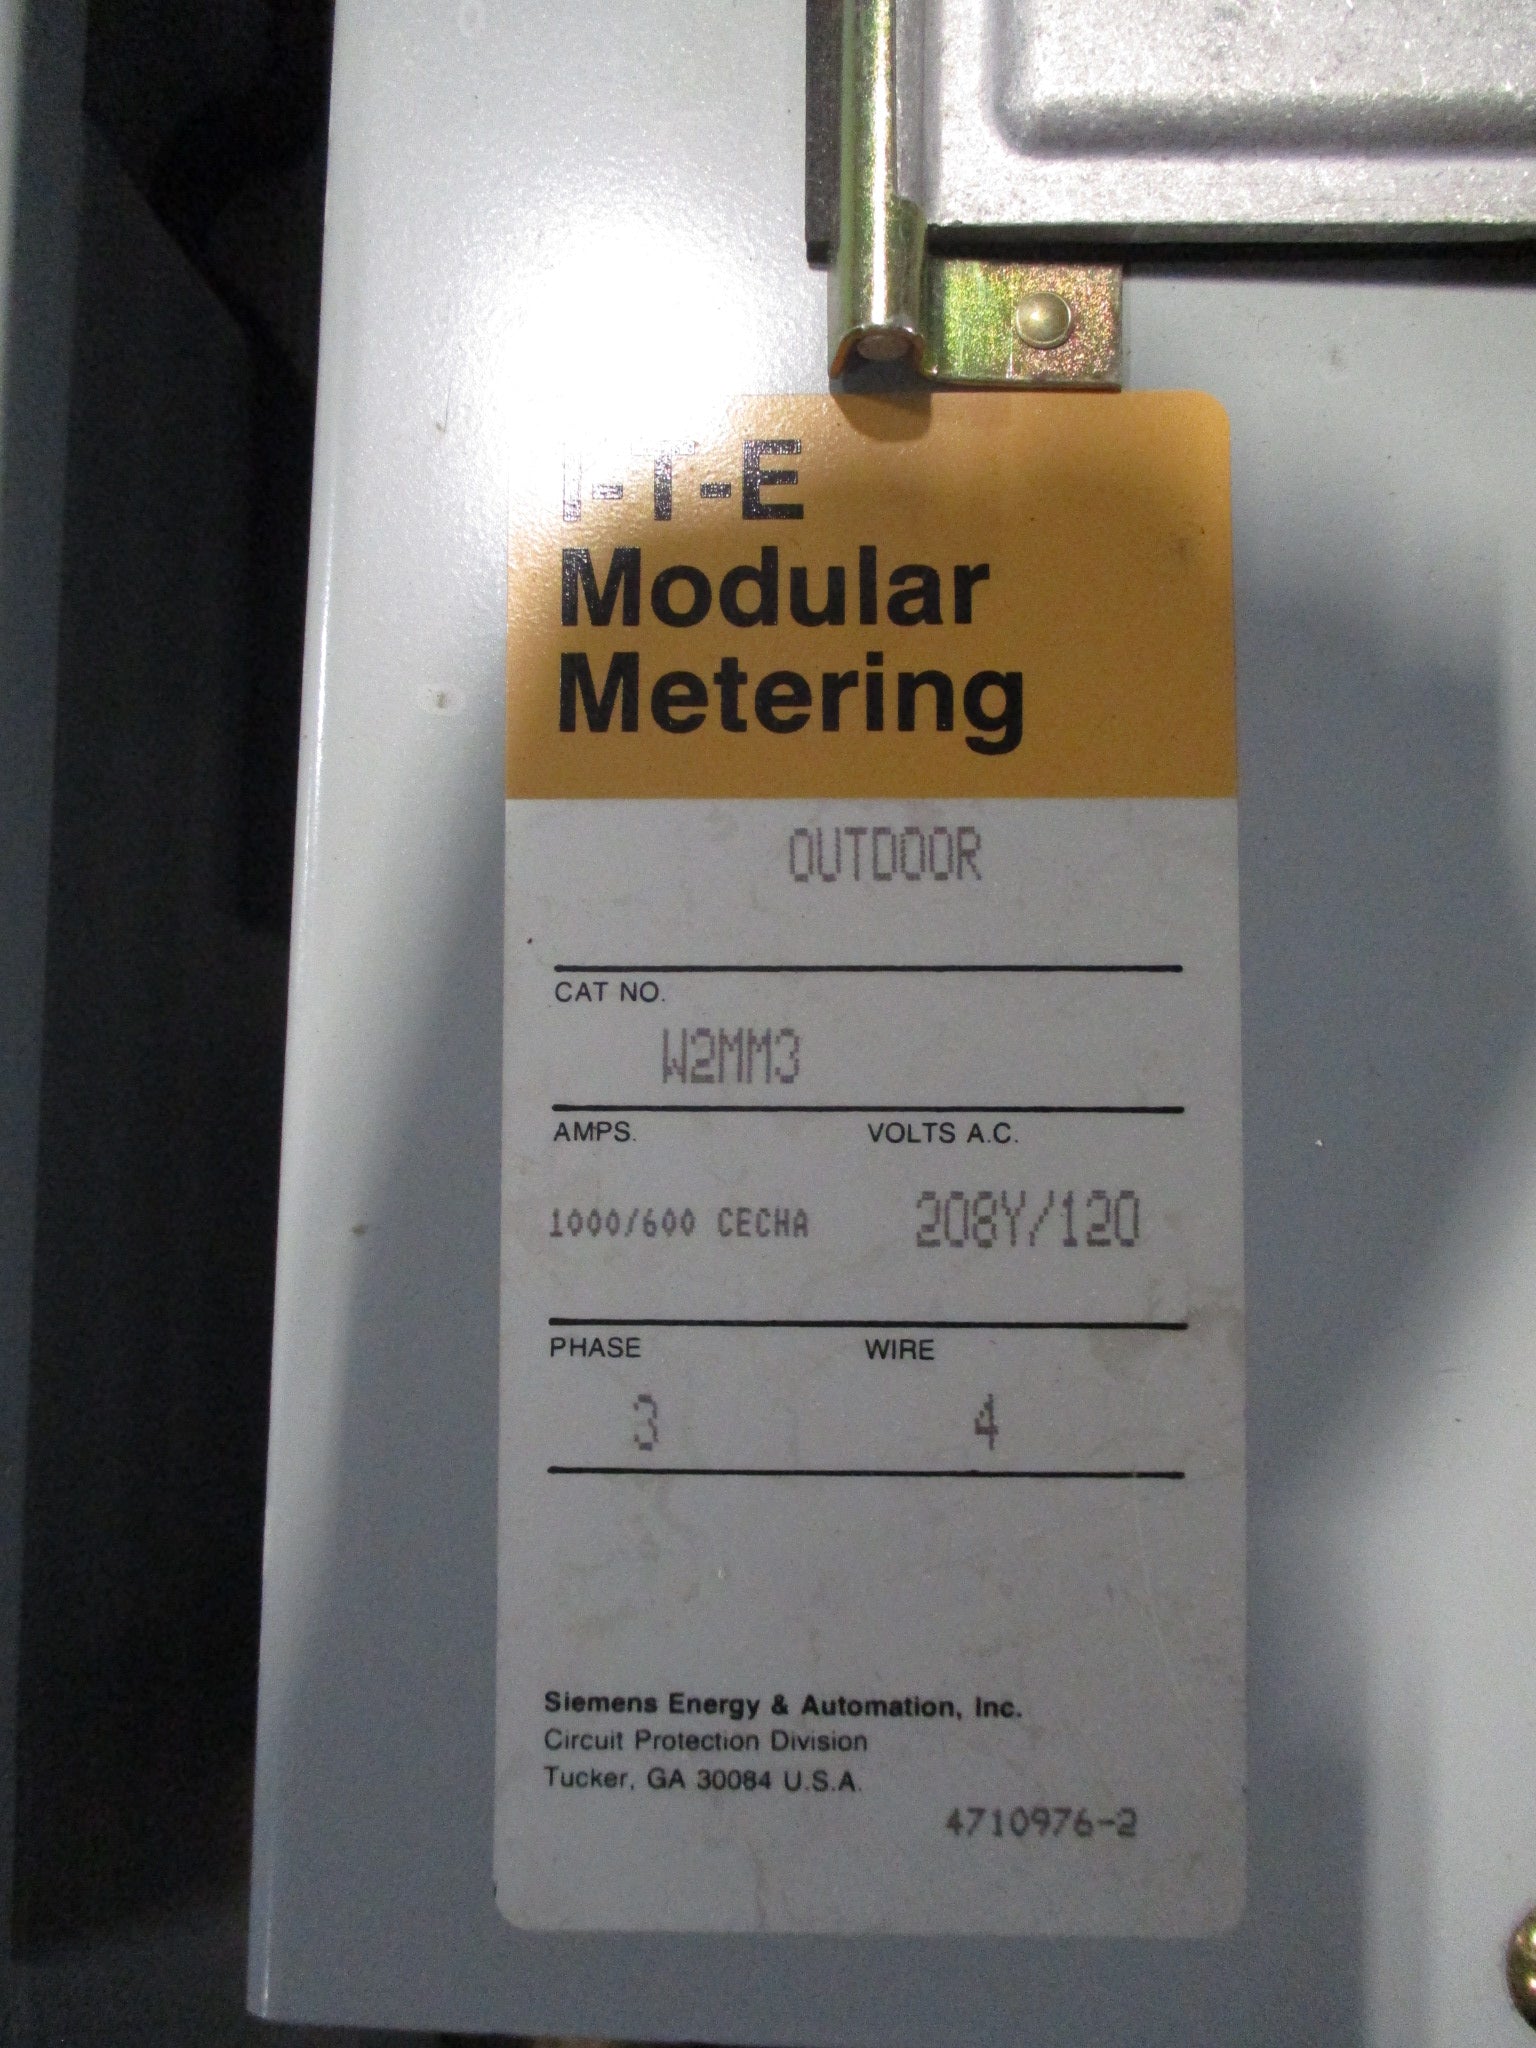 I-T-E
Modular
Metering
OUTDOOR
CAT NO.
W2MM3
AMPS. VOLTS A.C.
1000/600 CECHA 208Y/120
PHASE WIRE
3 4
Siemens Energy & Automation, Inc.
Circuit Protection Division
Tucker, GA 30084 U.S.A.
4710976-2